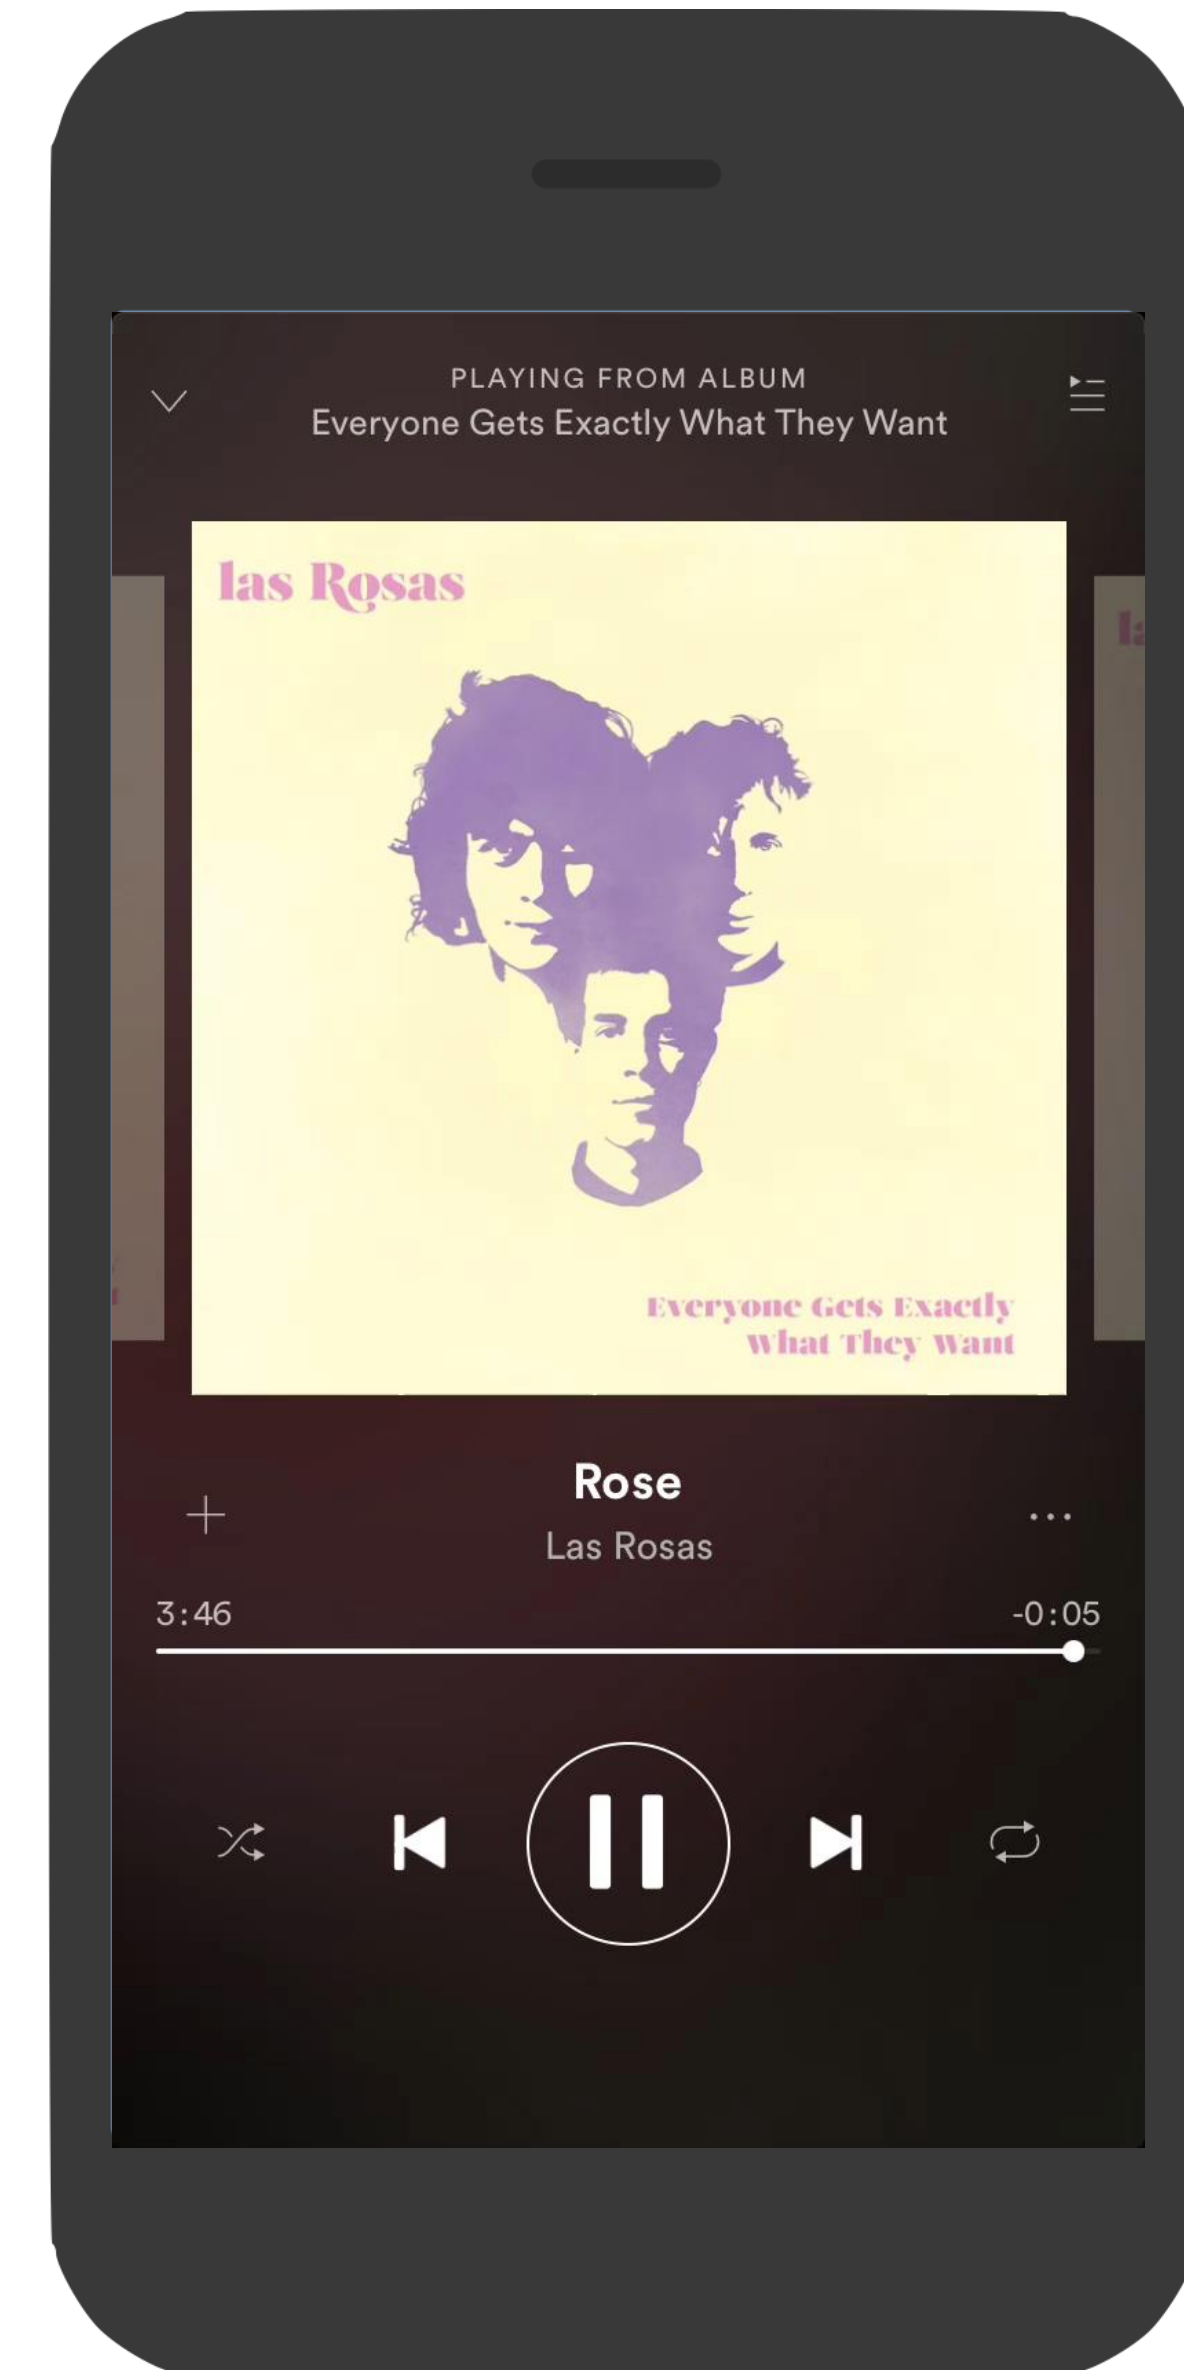 PLAYING FROM ALBUM
Everyone Gets Exactly What They Want
las Rosas
Everyone Gets Exactly
What They Want
Rose
Las Rosas
3:46
-0:05